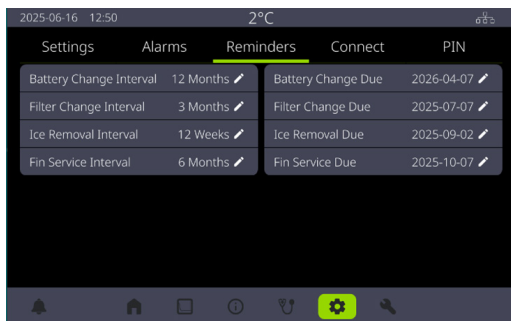 2025-06-16 12:50 2°C
Settings Alarms Reminders Connect PIN
Battery Change Interval 12 Months Battery Change Due 2026-04-07
Filter Change Interval 3 Months Filter Change Due 2025-07-07
Ice Removal Interval 12 Weeks Ice Removal Due 2025-09-02
Fin Service Interval 6 Months Fin Service Due 2025-10-07